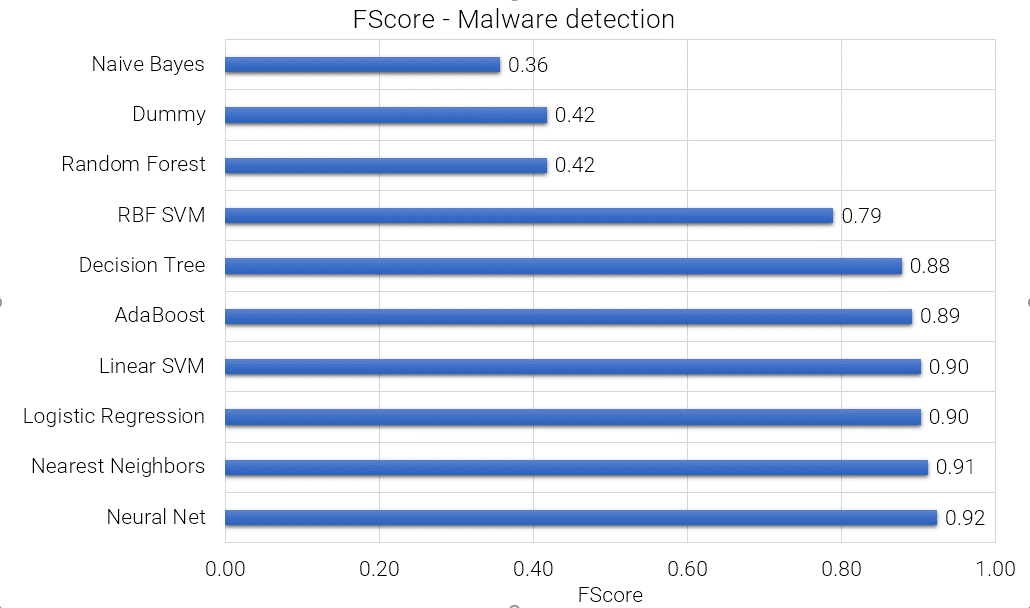 FScore - Malware detection
Naive Bayes 0.36
Dummy 0.42
Random Forest 0.42
RBF SVM 0.79
Decision Tree 0.88
AdaBoost 0.89
Linear SVM 0.90
Logistic Regression 0.90
Nearest Neighbors 0.91
Neural Net 0.92
0.00 0.20 0.40 0.60 0.80 1.00
FScore